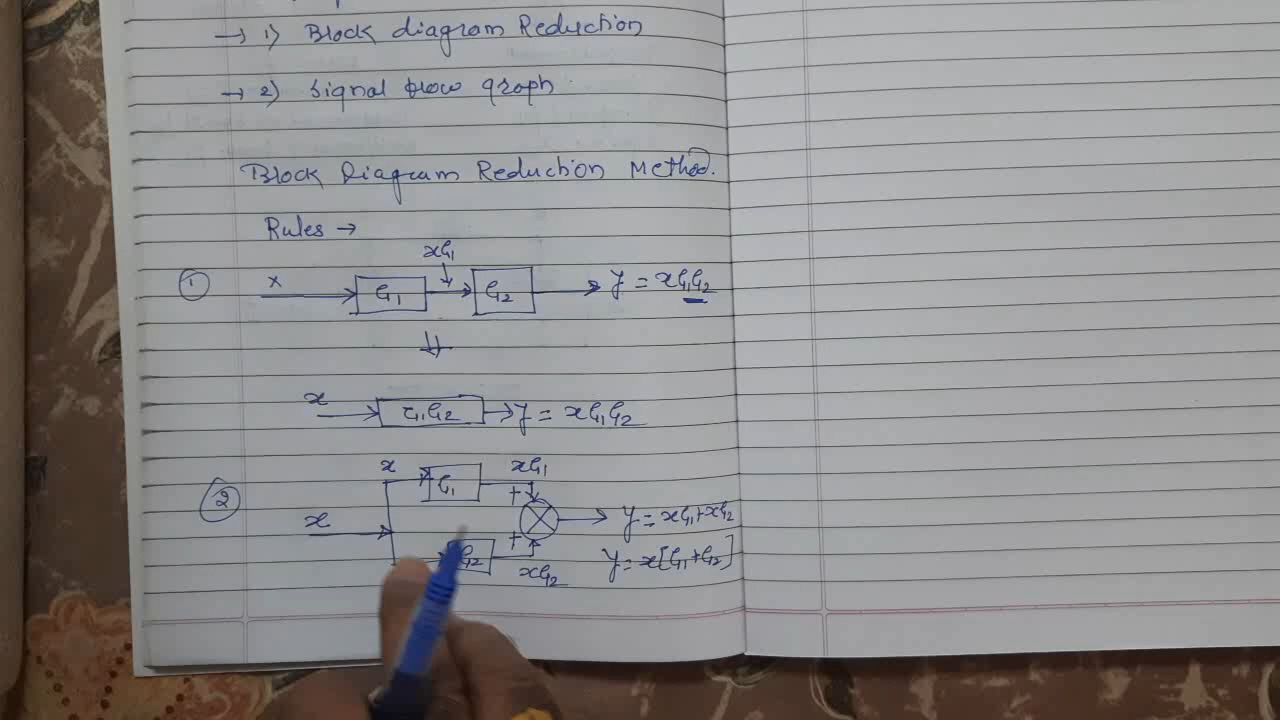 → 1) Block diagram Reduction
→ 2) Signal flow graph
Block Diagram Reduction Method.
Rules →
xG1
① x G1 G2 y = xG1G2
x G1G2 y = xG1G2
x G1 xG1
② x + y = xG1+xG2
+
G2 xG2 y = x[G1+G2]